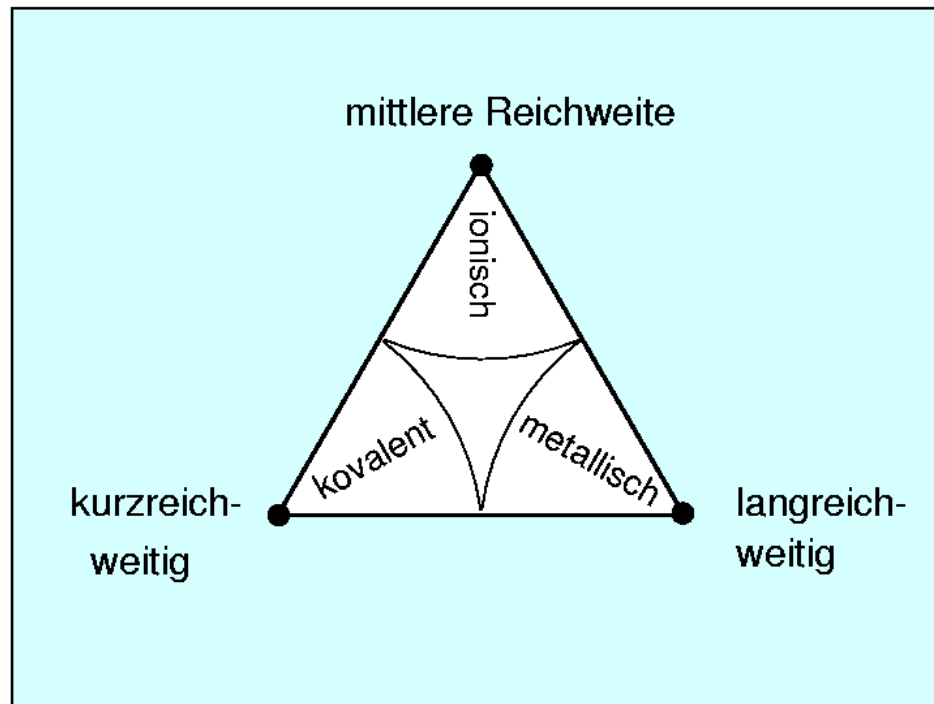 mittlere Reichweite
ionisch
kovalent
metallisch
kurzreich-
weitig
langreich-
weitig